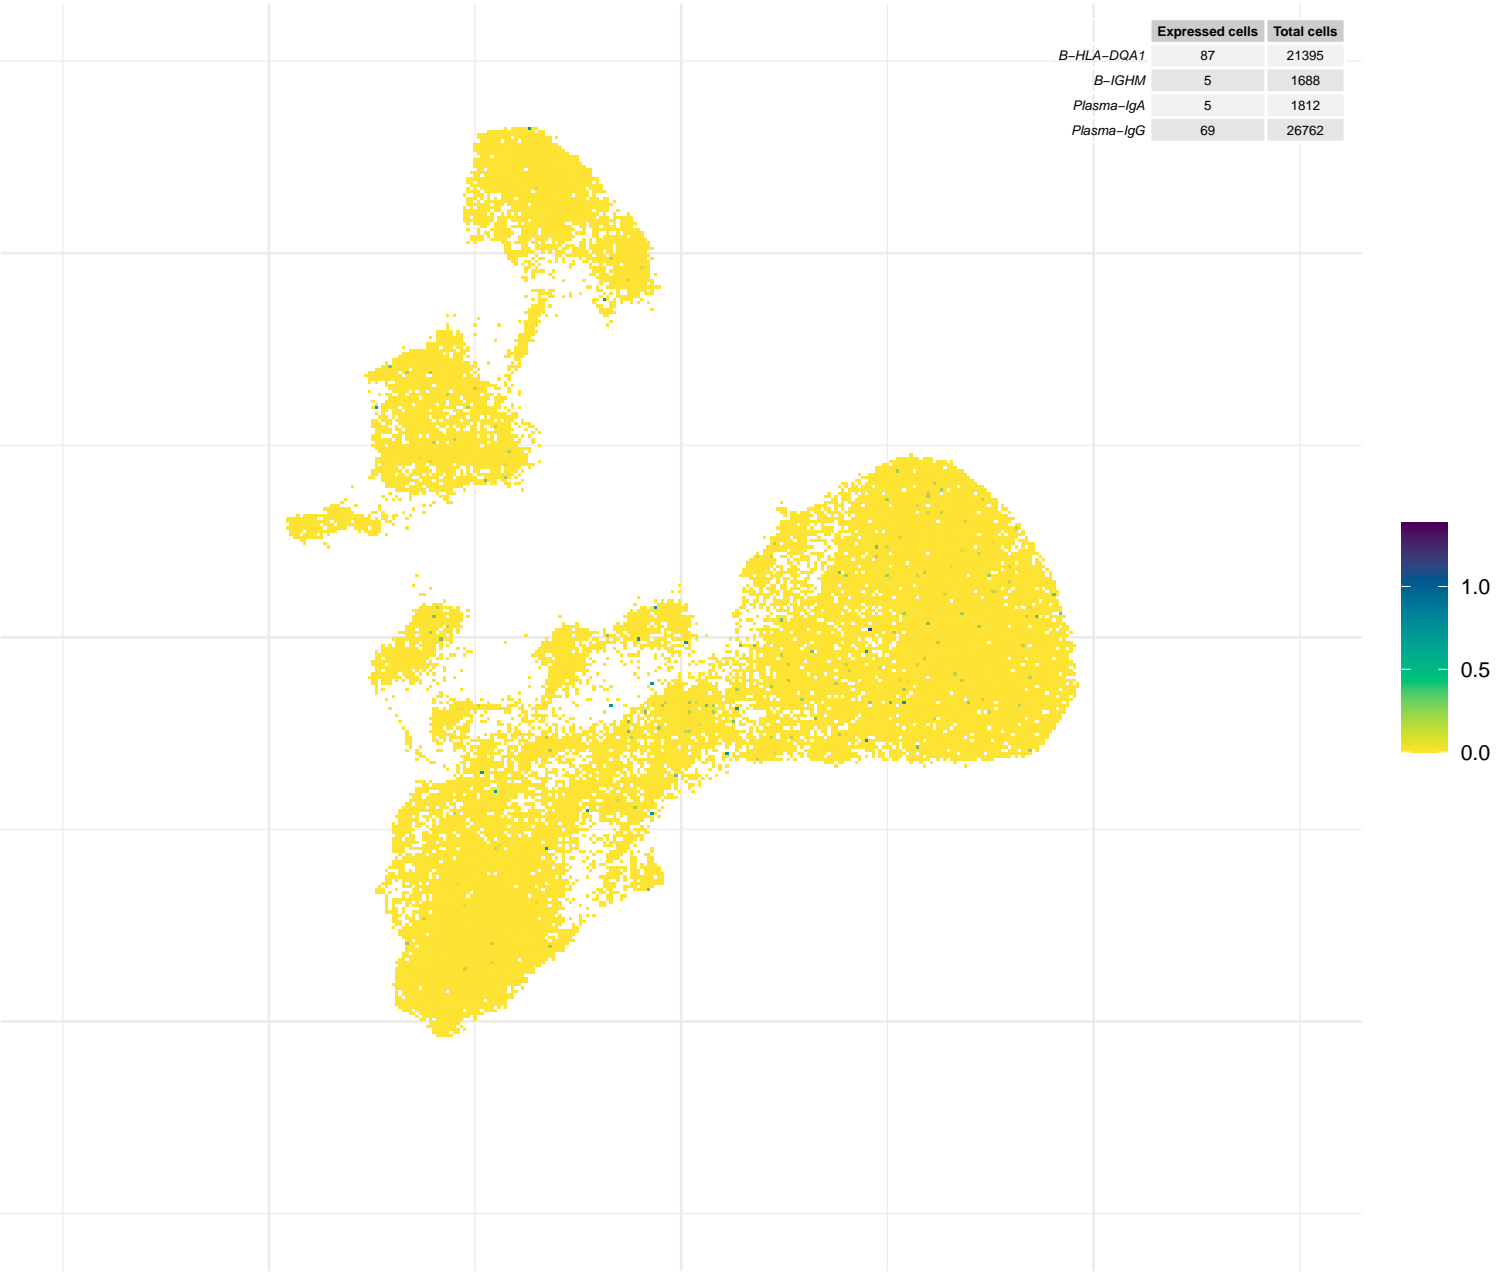 Expressed cells Total cells
B−HLA−DQA1 87 21395
B−IGHM 5 1688
Plasma−IgA 5 1812
Plasma−IgG 69 26762
1.0
0.5
0.0